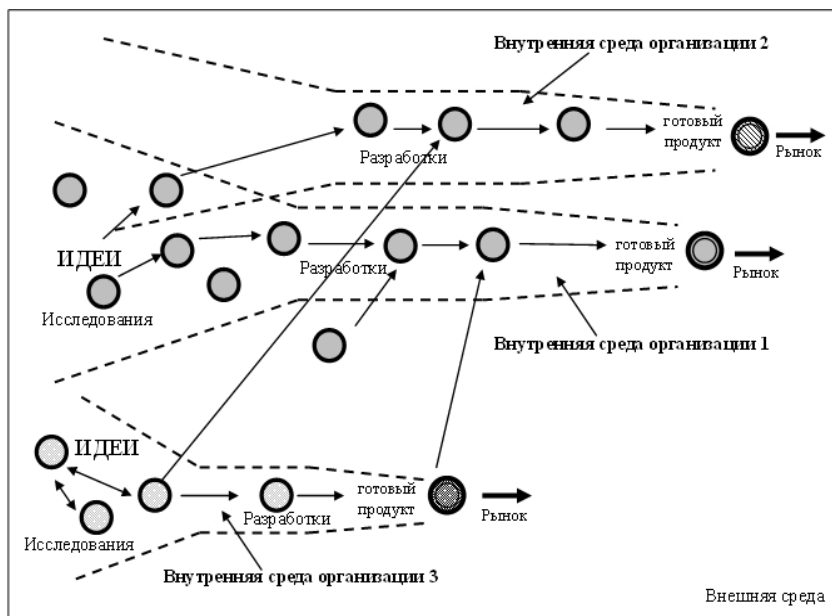 Внутренняя среда организации 2
готовый
продукт
Разработки
Рынок
ИДЕИ
Разработки
готовый
продукт
Рынок
Исследования
Внутренняя среда организации 1
ИДЕИ
готовый
продукт
Разработки
Рынок
Исследования
Внутренняя среда организации 3
Внешняя среда